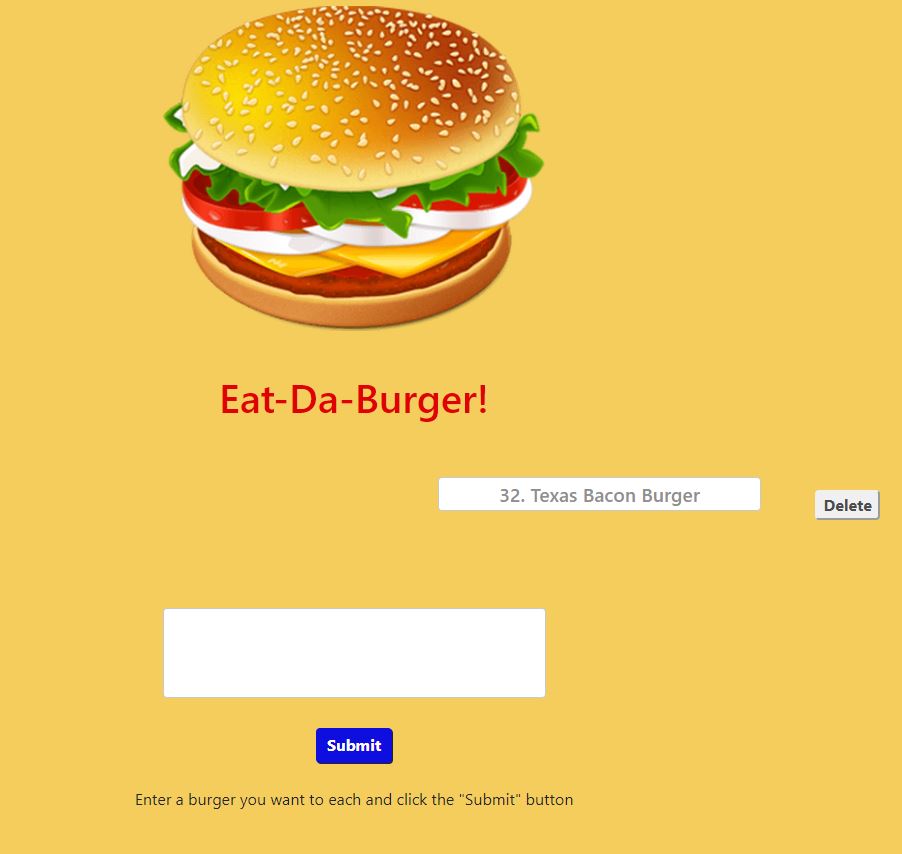 Eat-Da-Burger!
32. Texas Bacon Burger
Delete
Submit
Enter a burger you want to each and click the "Submit" button